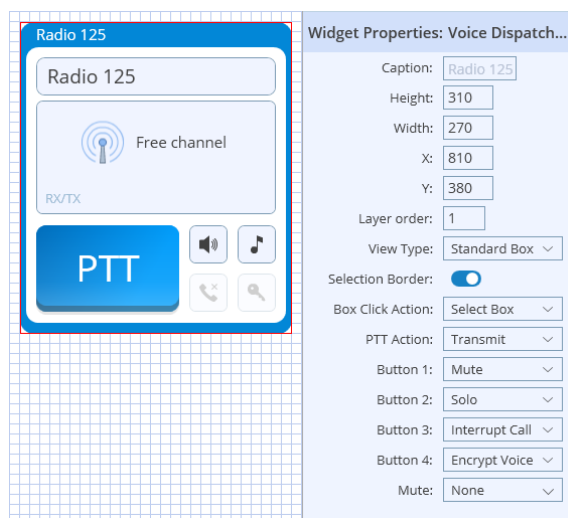 Radio 125
Radio 125
Free channel
RX/TX
PTT
Widget Properties: Voice Dispatch...
Caption: Radio 125
Height: 310
Width: 270
X: 810
Y: 380
Layer order: 1
View Type: Standard Box
Selection Border:
Box Click Action: Select Box
PTT Action: Transmit
Button 1: Mute
Button 2: Solo
Button 3: Interrupt Call
Button 4: Encrypt Voice
Mute: None